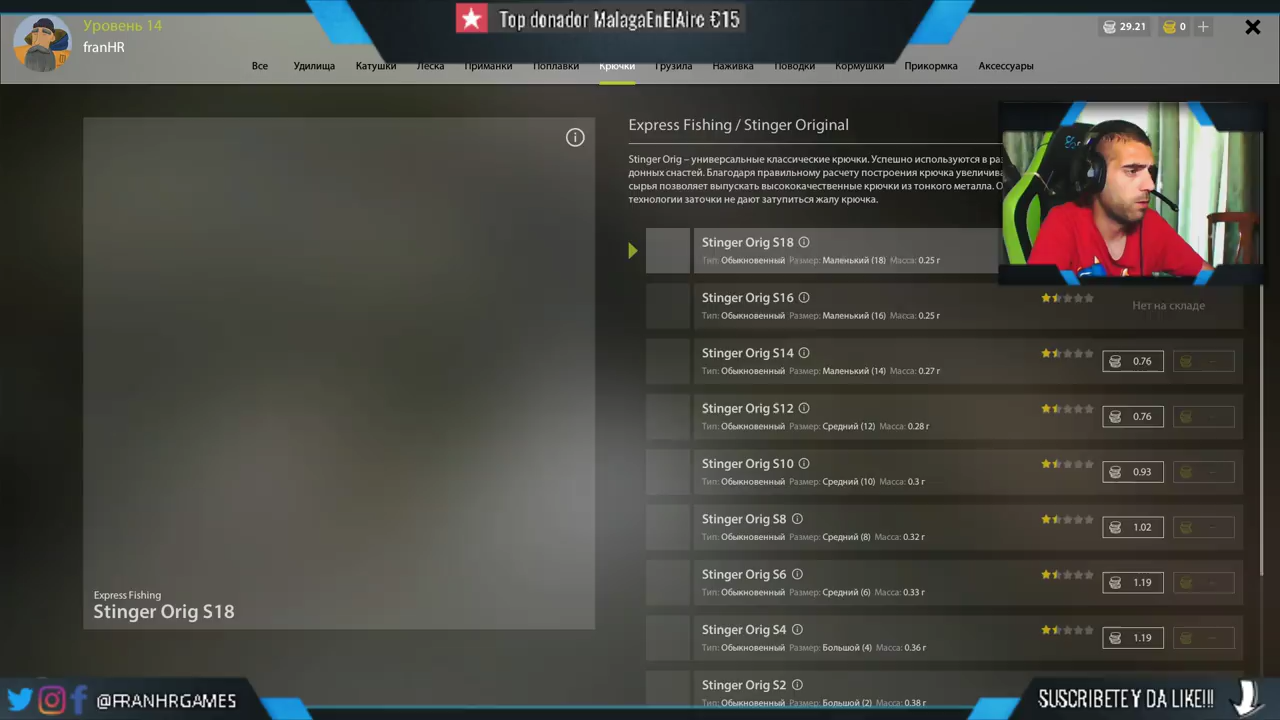 Top donador MalagaEnElAire €15
Уровень 14
franHR
29.21
0
Все
Удилища
Катушки
Леска
Приманки
Поплавки
Крючки
Грузила
Наживка
Поводки
Кормушки
Прикормка
Аксессуары
Express Fishing
Stinger Orig S18
Express Fishing / Stinger Original
Stinger Orig – универсальные классические крючки. Успешно используются в ра
донных снастей. Благодаря правильному расчету построения крючка увеличива
сырья позволяет выпускать высококачественные крючки из тонкого металла. О
технологии заточки не дают затупиться жалу крючка.
Stinger Orig S18
Тип: Обыкновенный Размер: Маленький (18) Масса: 0.25 г
Stinger Orig S16
Тип: Обыкновенный Размер: Маленький (16) Масса: 0.25 г
Нет на складе
Stinger Orig S14
Тип: Обыкновенный Размер: Маленький (14) Масса: 0.27 г
0.76
Stinger Orig S12
Тип: Обыкновенный Размер: Средний (12) Масса: 0.28 г
0.76
Stinger Orig S10
Тип: Обыкновенный Размер: Средний (10) Масса: 0.3 г
0.93
Stinger Orig S8
Тип: Обыкновенный Размер: Средний (8) Масса: 0.32 г
1.02
Stinger Orig S6
Тип: Обыкновенный Размер: Средний (6) Масса: 0.33 г
1.19
Stinger Orig S4
Тип: Обыкновенный Размер: Большой (4) Масса: 0.36 г
1.19
Stinger Orig S2
Тип: Обыкновенный Размер: Большой (2) Масса: 0.38 г
@FRANHRGAMES
SUSCRIBETE Y DA LIKE!!!